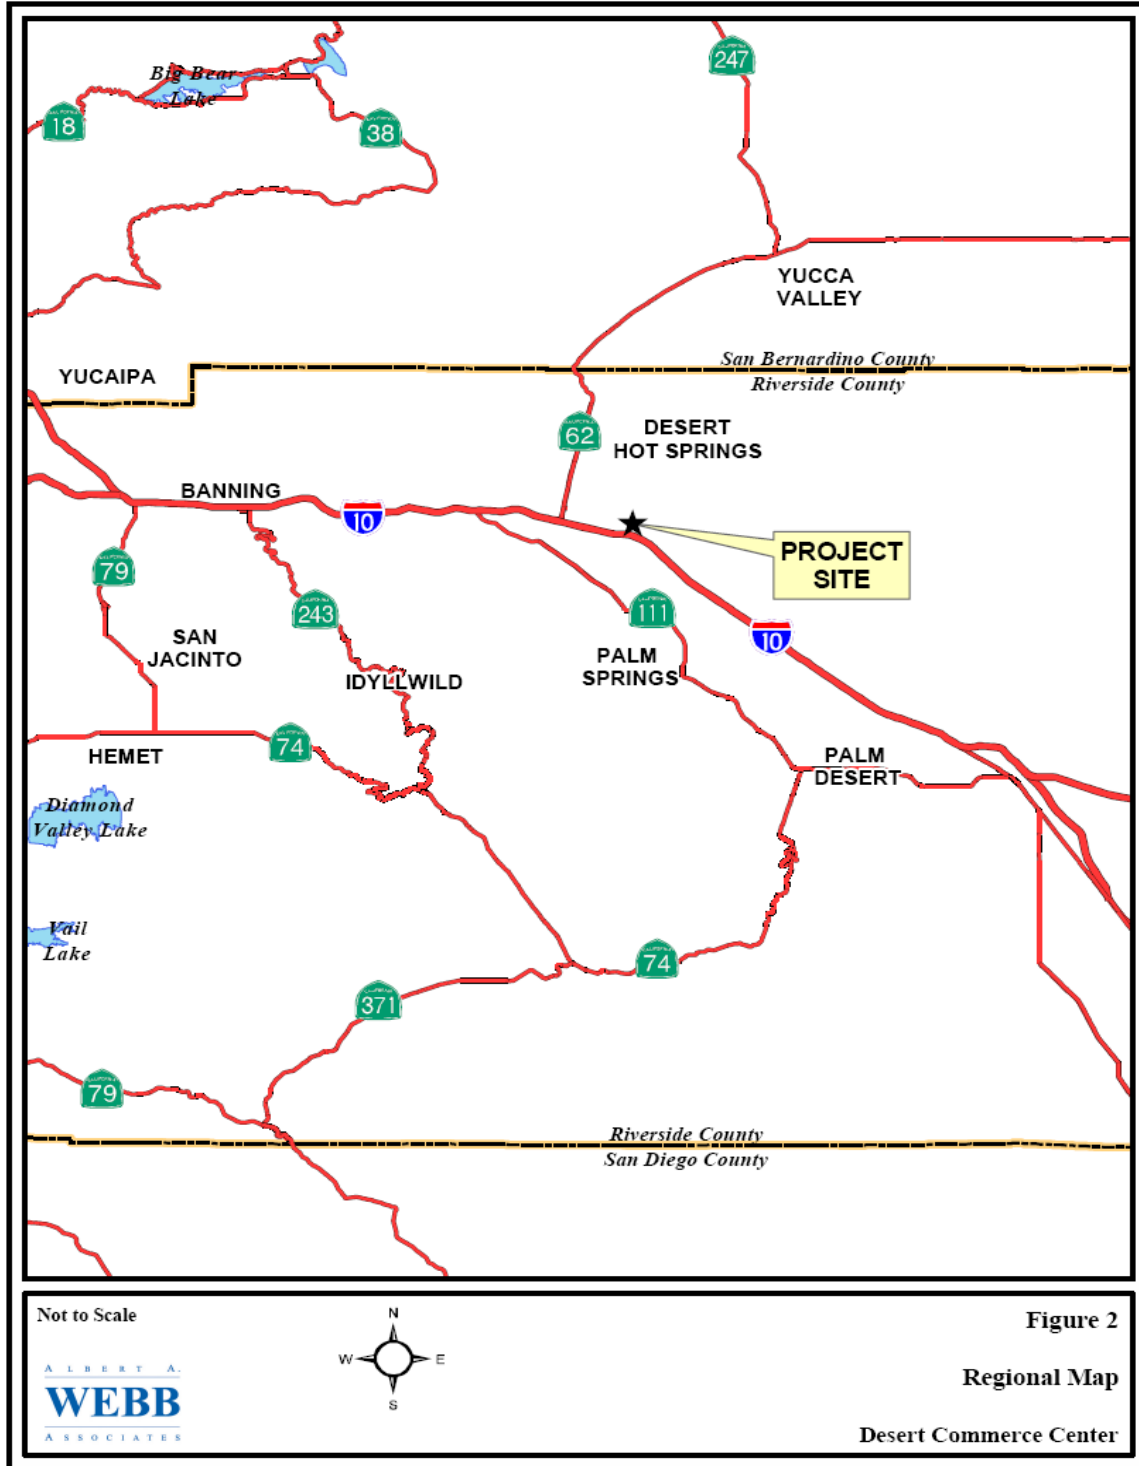 247
Big Bear
Lake
18
38
YUCCA
VALLEY
San Bernardino County
Riverside County
YUCAIPA
62
DESERT
HOT SPRINGS
BANNING
10
PROJECT
SITE
79
243
111
10
SAN
JACINTO
PALM
SPRINGS
IDYLLWILD
74
HEMET
PALM
DESERT
Diamond
Valley Lake
Vail
Lake
74
371
79
Riverside County
San Diego County
Not to Scale
N
W E
S
ALBERT A.
WEBB
ASSOCIATES
Figure 2
Regional Map
Desert Commerce Center